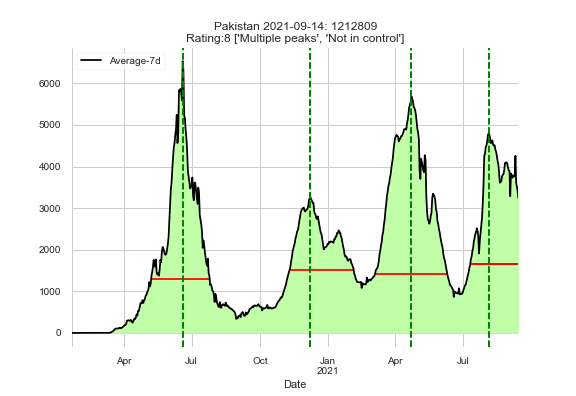 Pakistan 2021-09-14: 1212809
Rating:8 ['Multiple peaks', 'Not in control']
Average-7d
6000
5000
4000
3000
2000
1000
0
Apr
Jul
Oct
Jan
2021
Apr
Jul
Date